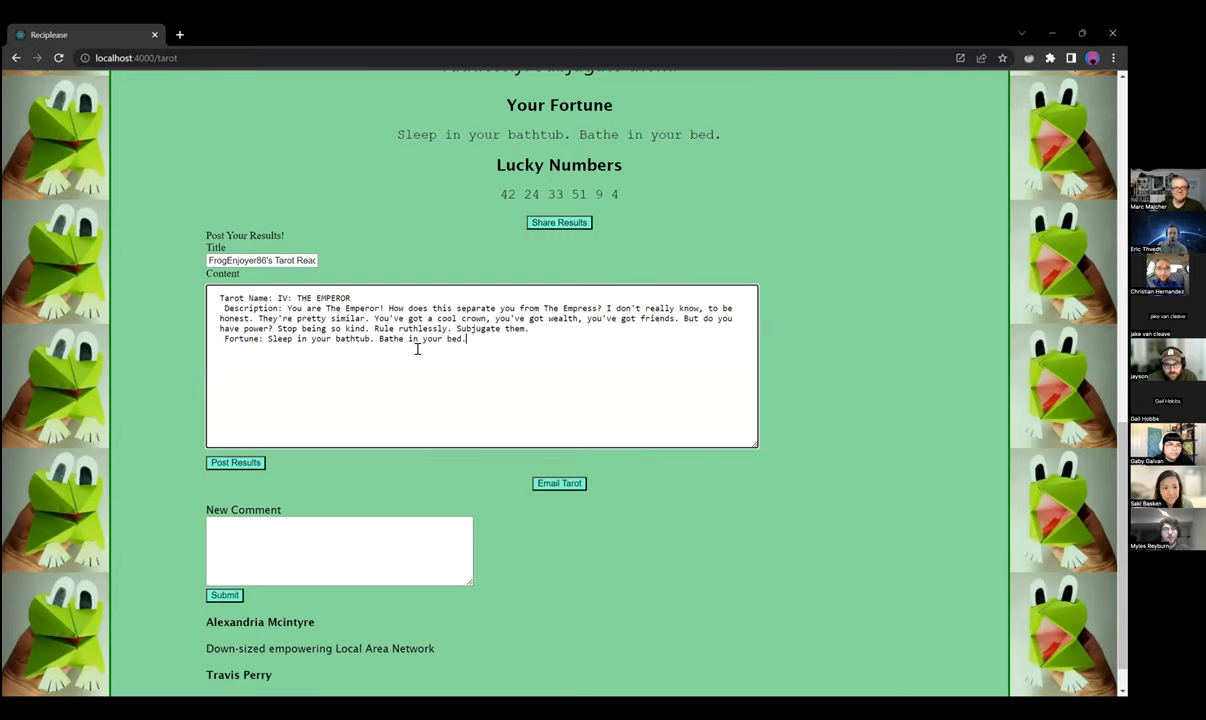 Reciplease
localhost:4000/tarot
Your Fortune
Sleep in your bathtub. Bathe in your bed.
Lucky Numbers
42 24 33 51 9 4
Share Results
Post Your Results!
Title
FrogEnjoyer86's Tarot Reac
Content
Tarot Name: IV: THE EMPEROR
Description: You are The Emperor! How does this separate you from The Empress? I don't really know, to be
honest. They're pretty similar. You've got a cool crown, you've got wealth, you've got friends. But do you
have power? Stop being so kind. Rule ruthlessly. Subjugate them.
Fortune: Sleep in your bathtub. Bathe in your bed.
Post Results
Email Tarot
New Comment
Submit
Alexandria Mcintyre
Down-sized empowering Local Area Network
Travis Perry
Marc Majcher
Eric Thvedt
Christian Hernandez
jake van cleave
jake van cleave
jayson
Gail Hobbs
Gail Hobbs
Gaby Galvan
Saki Basken
Myles Reyburn